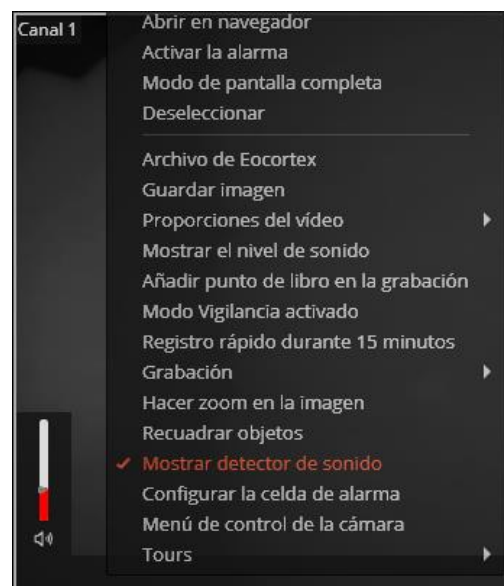 Canal 1
Abrir en navegador
Activar la alarma
Modo de pantalla completa
Deseleccionar
Archivo de Eocortex
Guardar imagen
Proporciones del vídeo
Mostrar el nivel de sonido
Añadir punto de libro en la grabación
Modo Vigilancia activado
Registro rápido durante 15 minutos
Grabación
Hacer zoom en la imagen
Recuadrar objetos
Mostrar detector de sonido
Configurar la celda de alarma
Menú de control de la cámara
Tours